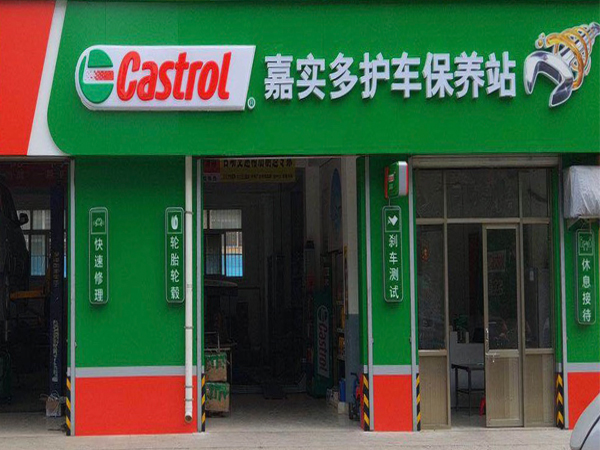 Castrol
®
嘉实多护车保养站
快速修理
轮胎轮毂
刹车测试
休息接待
Castrol